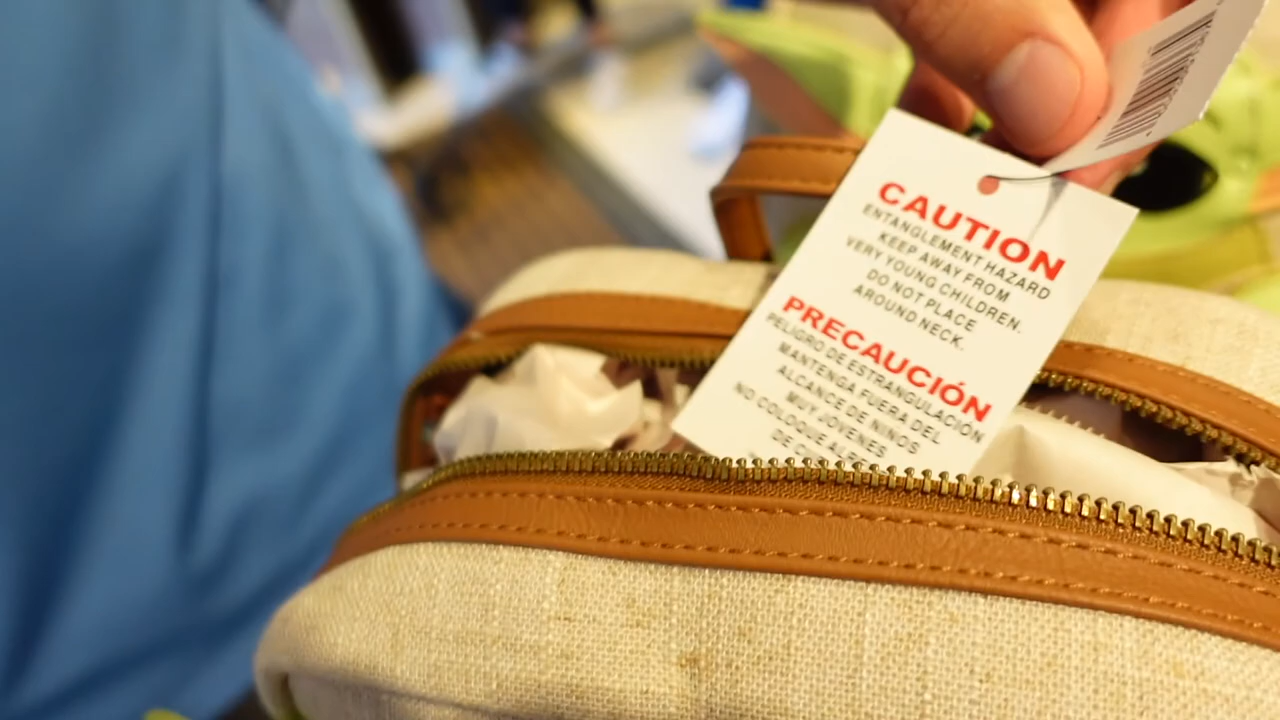 CAUTION
ENTANGLEMENT HAZARD
KEEP AWAY FROM
VERY YOUNG CHILDREN.
DO NOT PLACE
AROUND NECK.
PRECAUCIÓN
PELIGRO DE ESTRANGULACIÓN
MANTENGA FUERA DEL
ALCANCE DE NIÑOS
MUY JÓVENES
NO COLOQUE